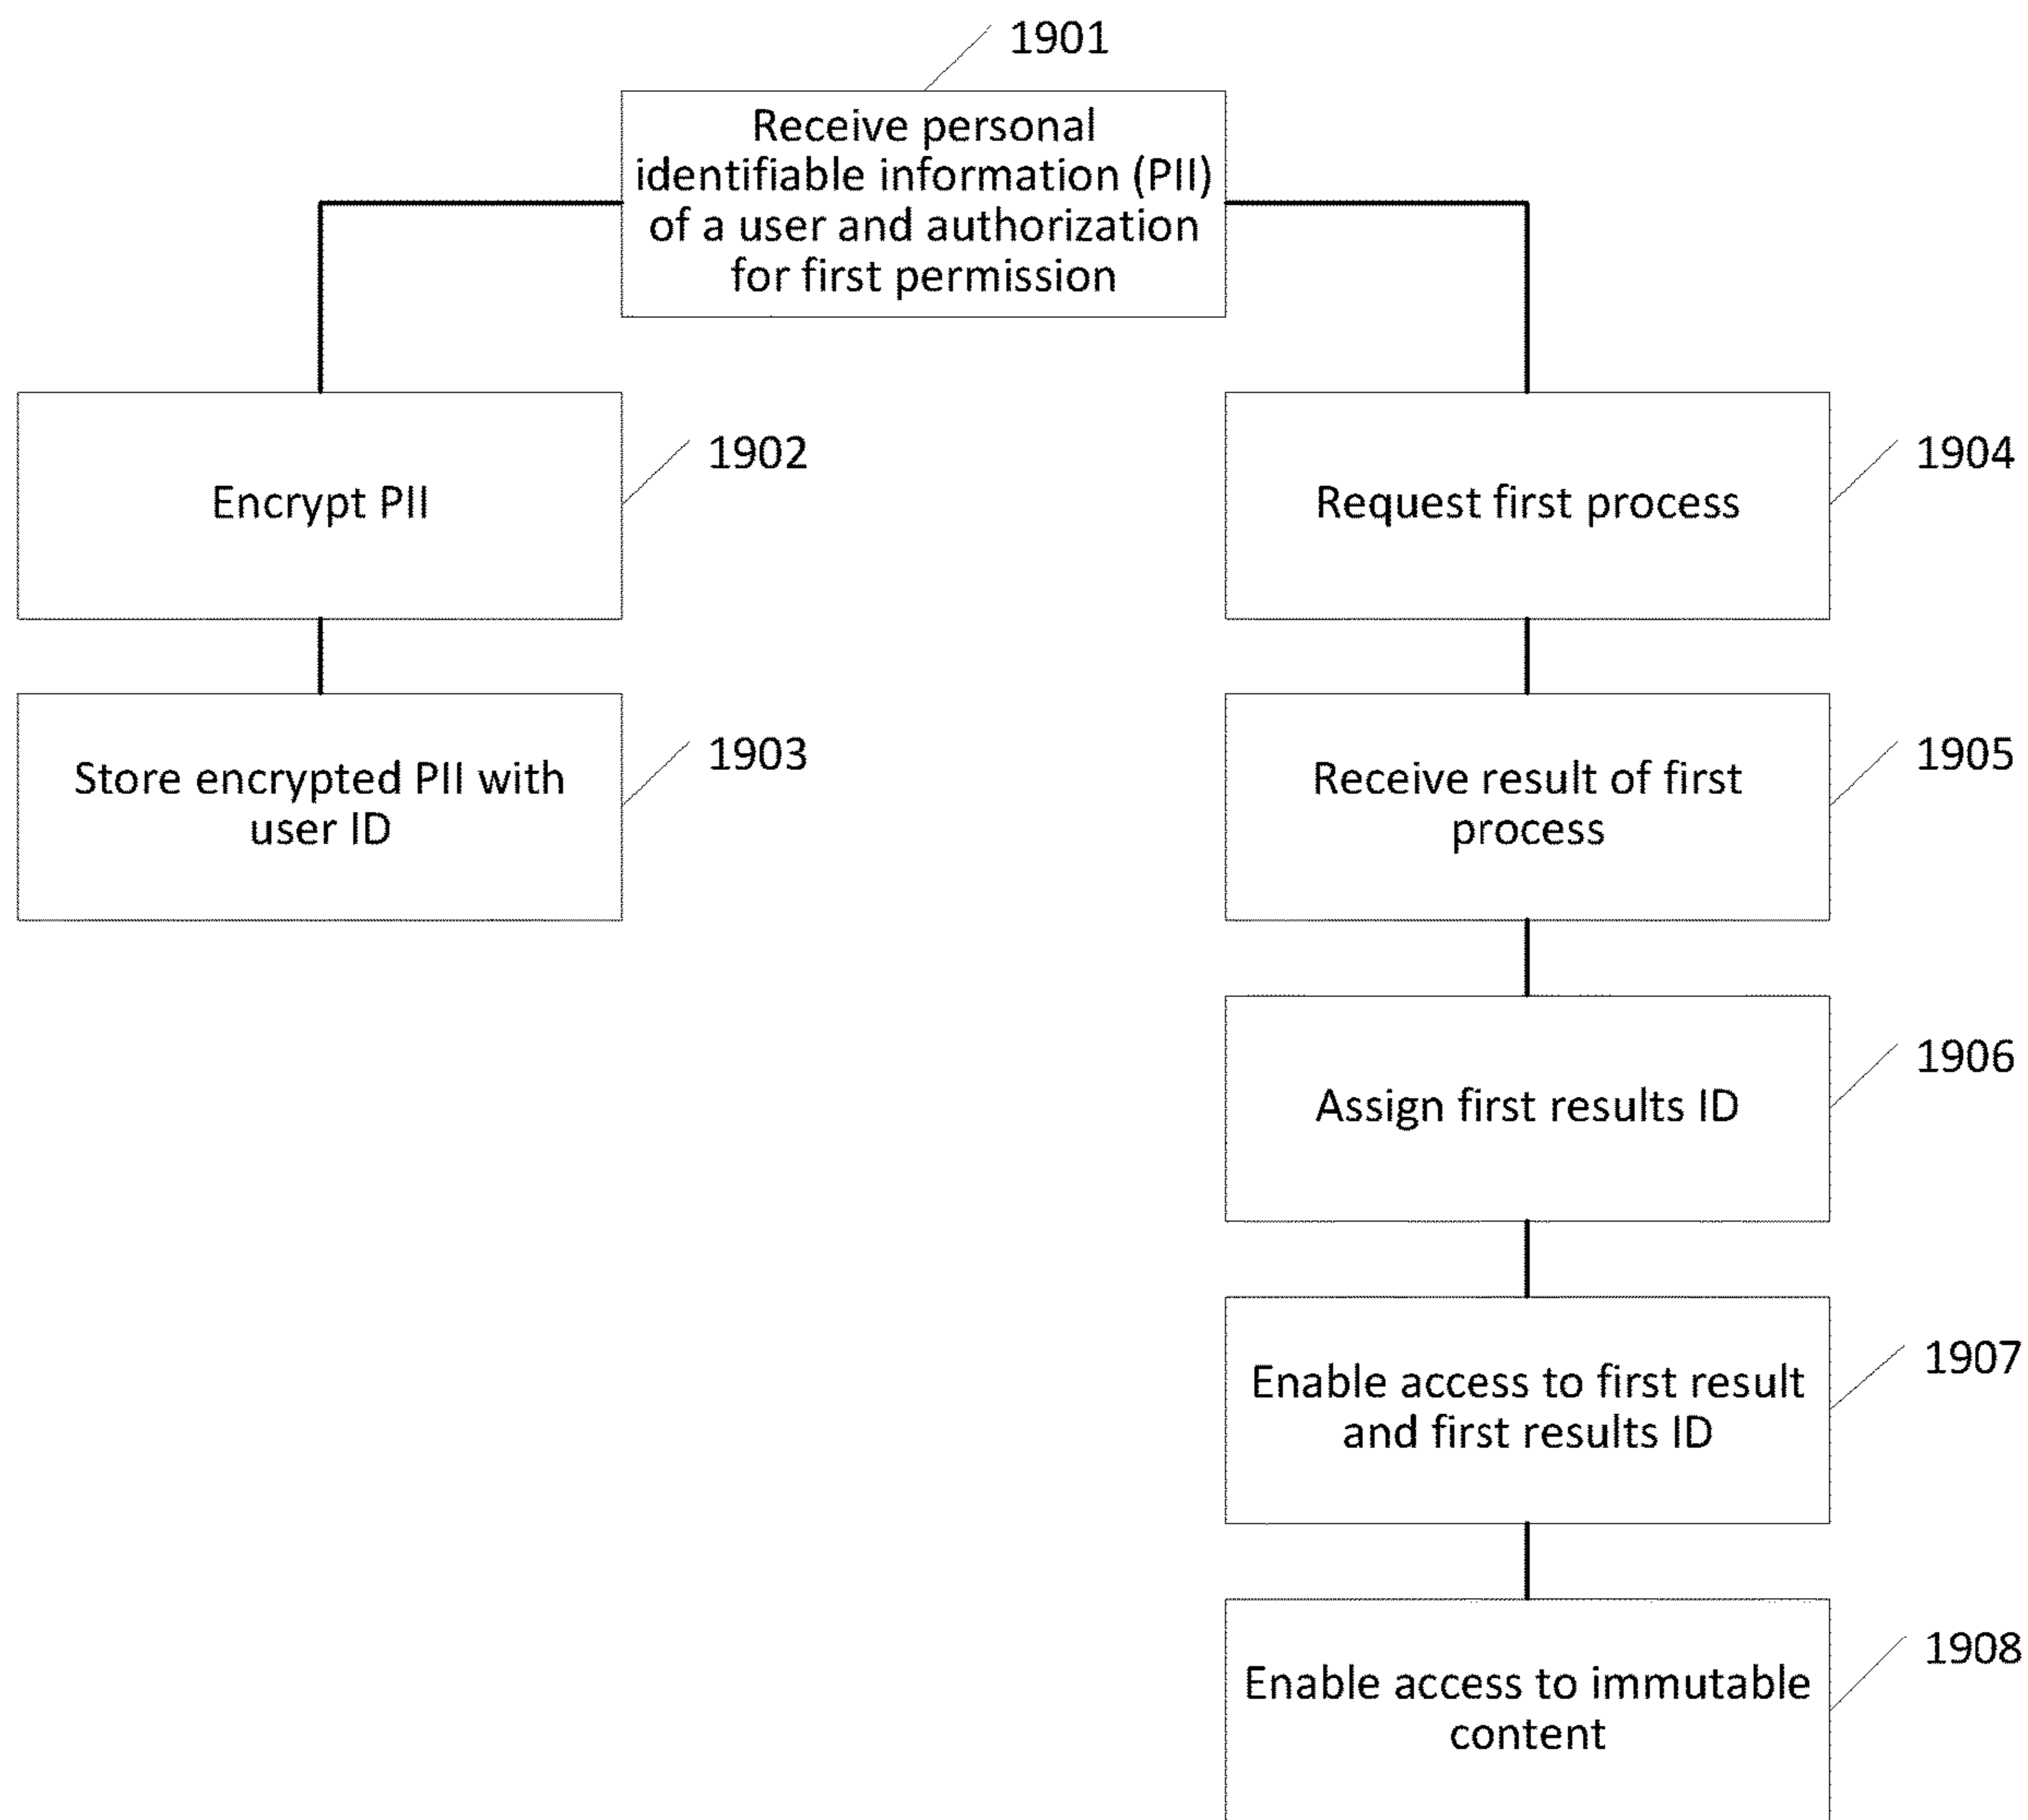 1901
Receive personal
identifiable information (PII)
of a user and authorization
for first permission
1902
Encrypt PII
1904
Request first process
1903
Store encrypted PII with
user ID
1905
Receive result of first
process
1906
Assign first results ID
1907
Enable access to first result
and first results ID
1908
Enable access to immutable
content